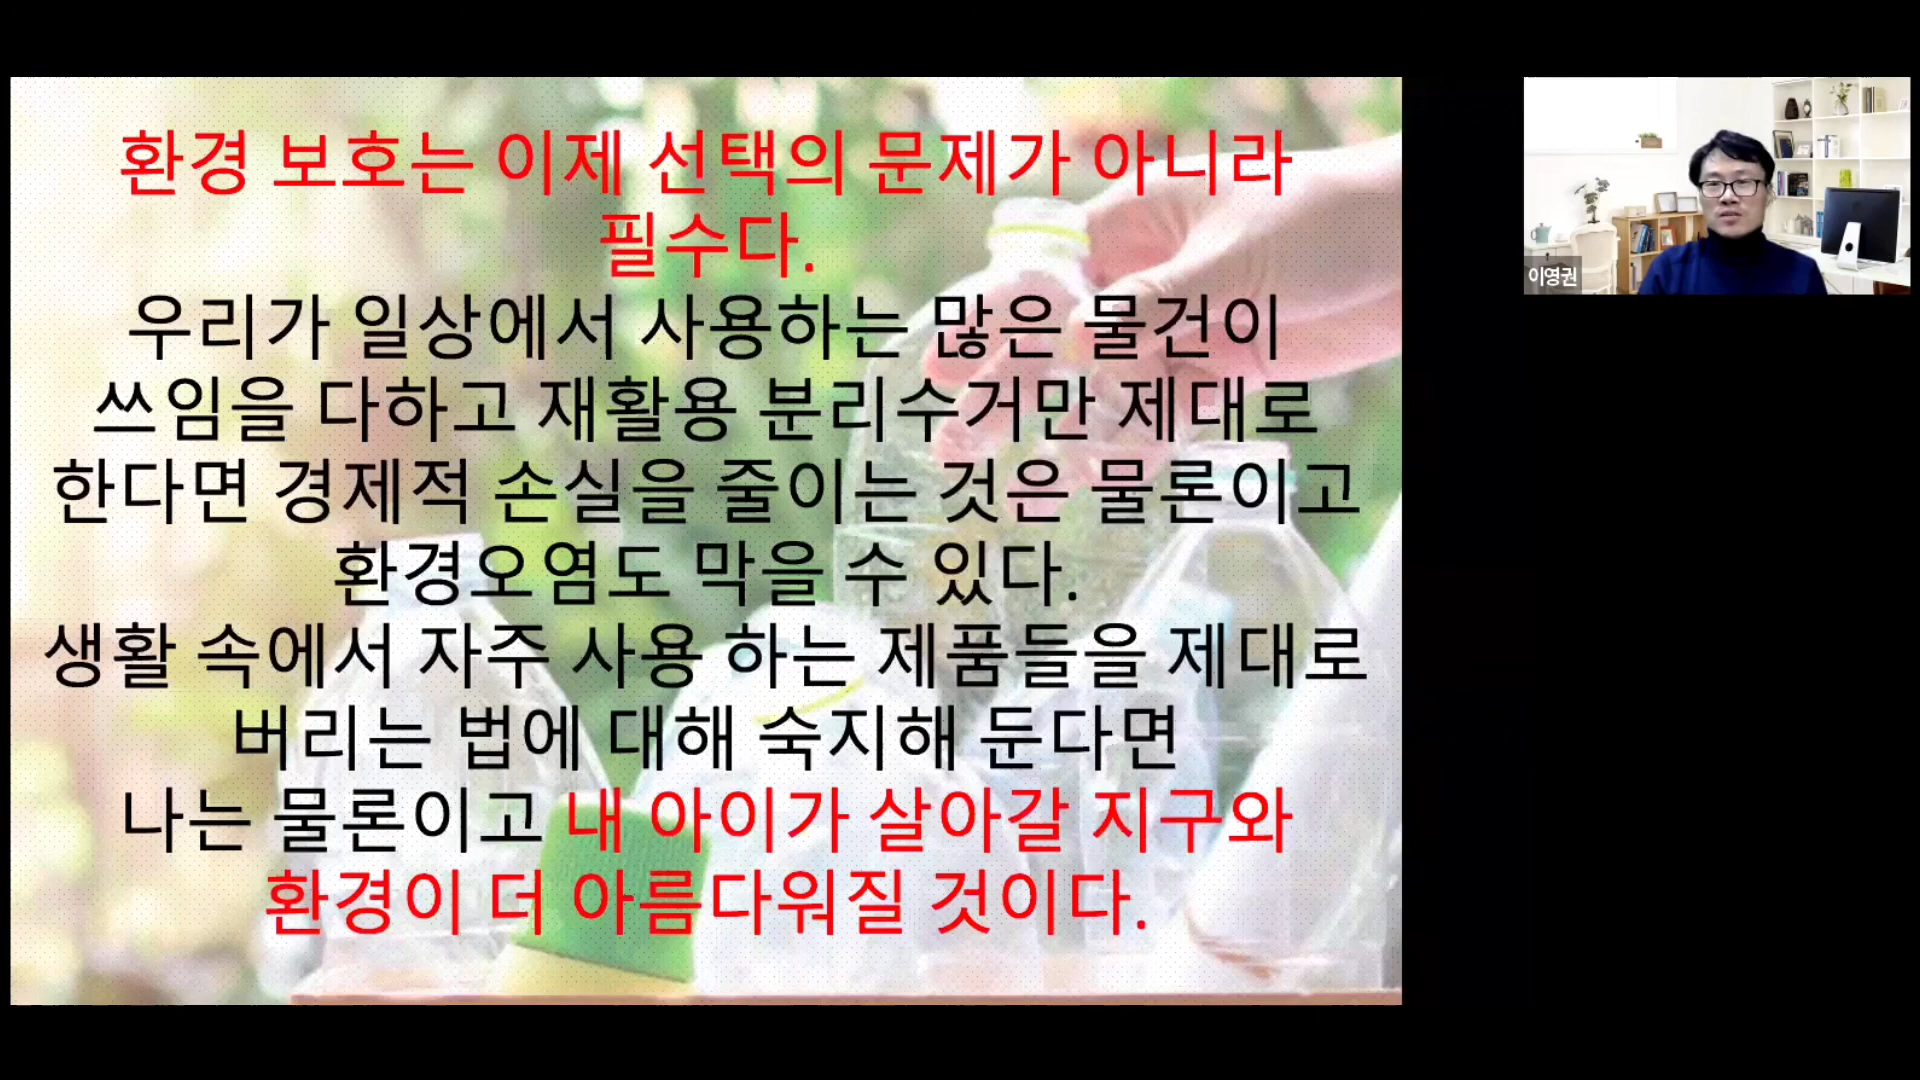 환경 보호는 이제 선택의 문제가 아니라
필수다.
우리가 일상에서 사용하는 많은 물건이
쓰임을 다하고 재활용 분리수거만 제대로
한다면 경제적 손실을 줄이는 것은 물론이고
환경오염도 막을 수 있다.
생활 속에서 자주 사용 하는 제품들을 제대로
버리는 법에 대해 숙지해 둔다면
나는 물론이고 내 아이가 살아갈 지구와
환경이 더 아름다워질 것이다.
이영권